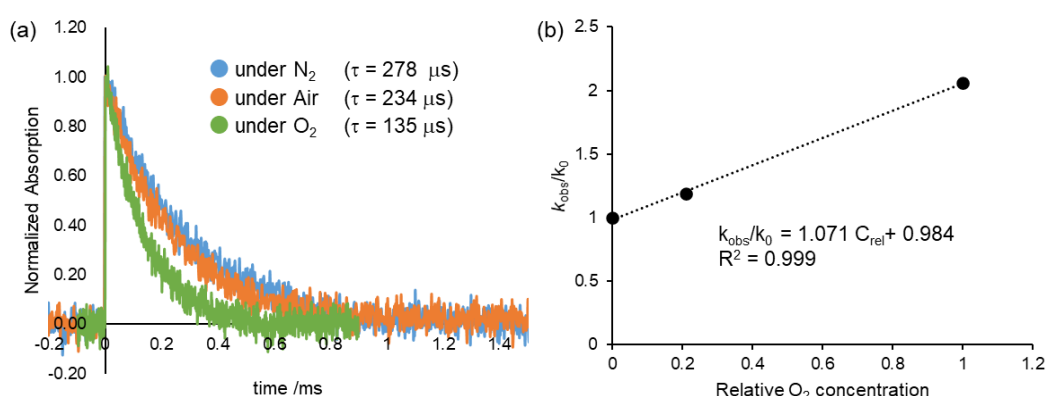 (a)
Normalized Absorption
1.20
1.00
0.80
0.60
0.40
0.20
0.00
-0.20
-0.2 0 0.2 0.4 0.6 0.8 1 1.2 1.4
time /ms
under N₂ (τ = 278 μs)
under Air (τ = 234 μs)
under O₂ (τ = 135 μs)
(b)
k_obs/k₀
2.5
2
1.5
1
0.5
0
0 0.2 0.4 0.6 0.8 1 1.2
Relative O₂ concentration
k_obs/k₀ = 1.071 C_rel + 0.984
R² = 0.999